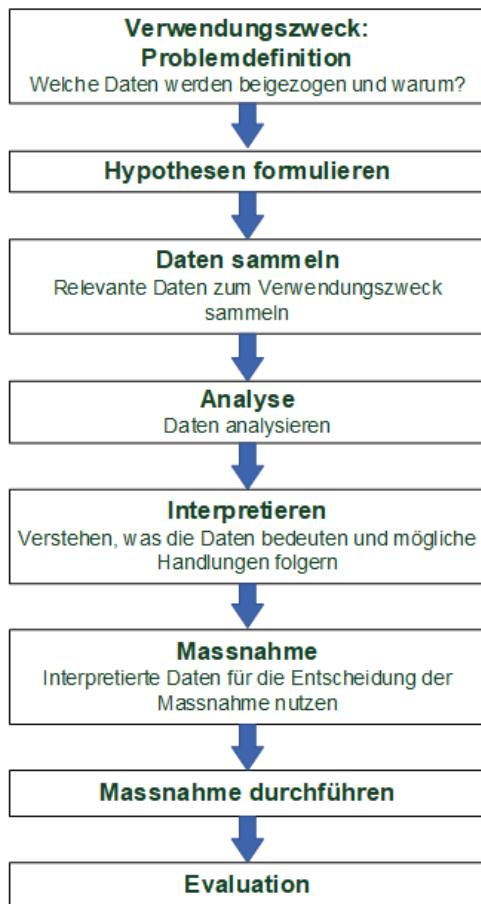 Verwendungszweck:
Problemdefinition
Welche Daten werden beigezogen und warum?
Hypothesen formulieren
Daten sammeln
Relevante Daten zum Verwendungszweck
sammeln
Analyse
Daten analysieren
Interpretieren
Verstehen, was die Daten bedeuten und mögliche
Handlungen folgern
Massnahme
Interpretierte Daten für die Entscheidung der
Massnahme nutzen
Massnahme durchführen
Evaluation